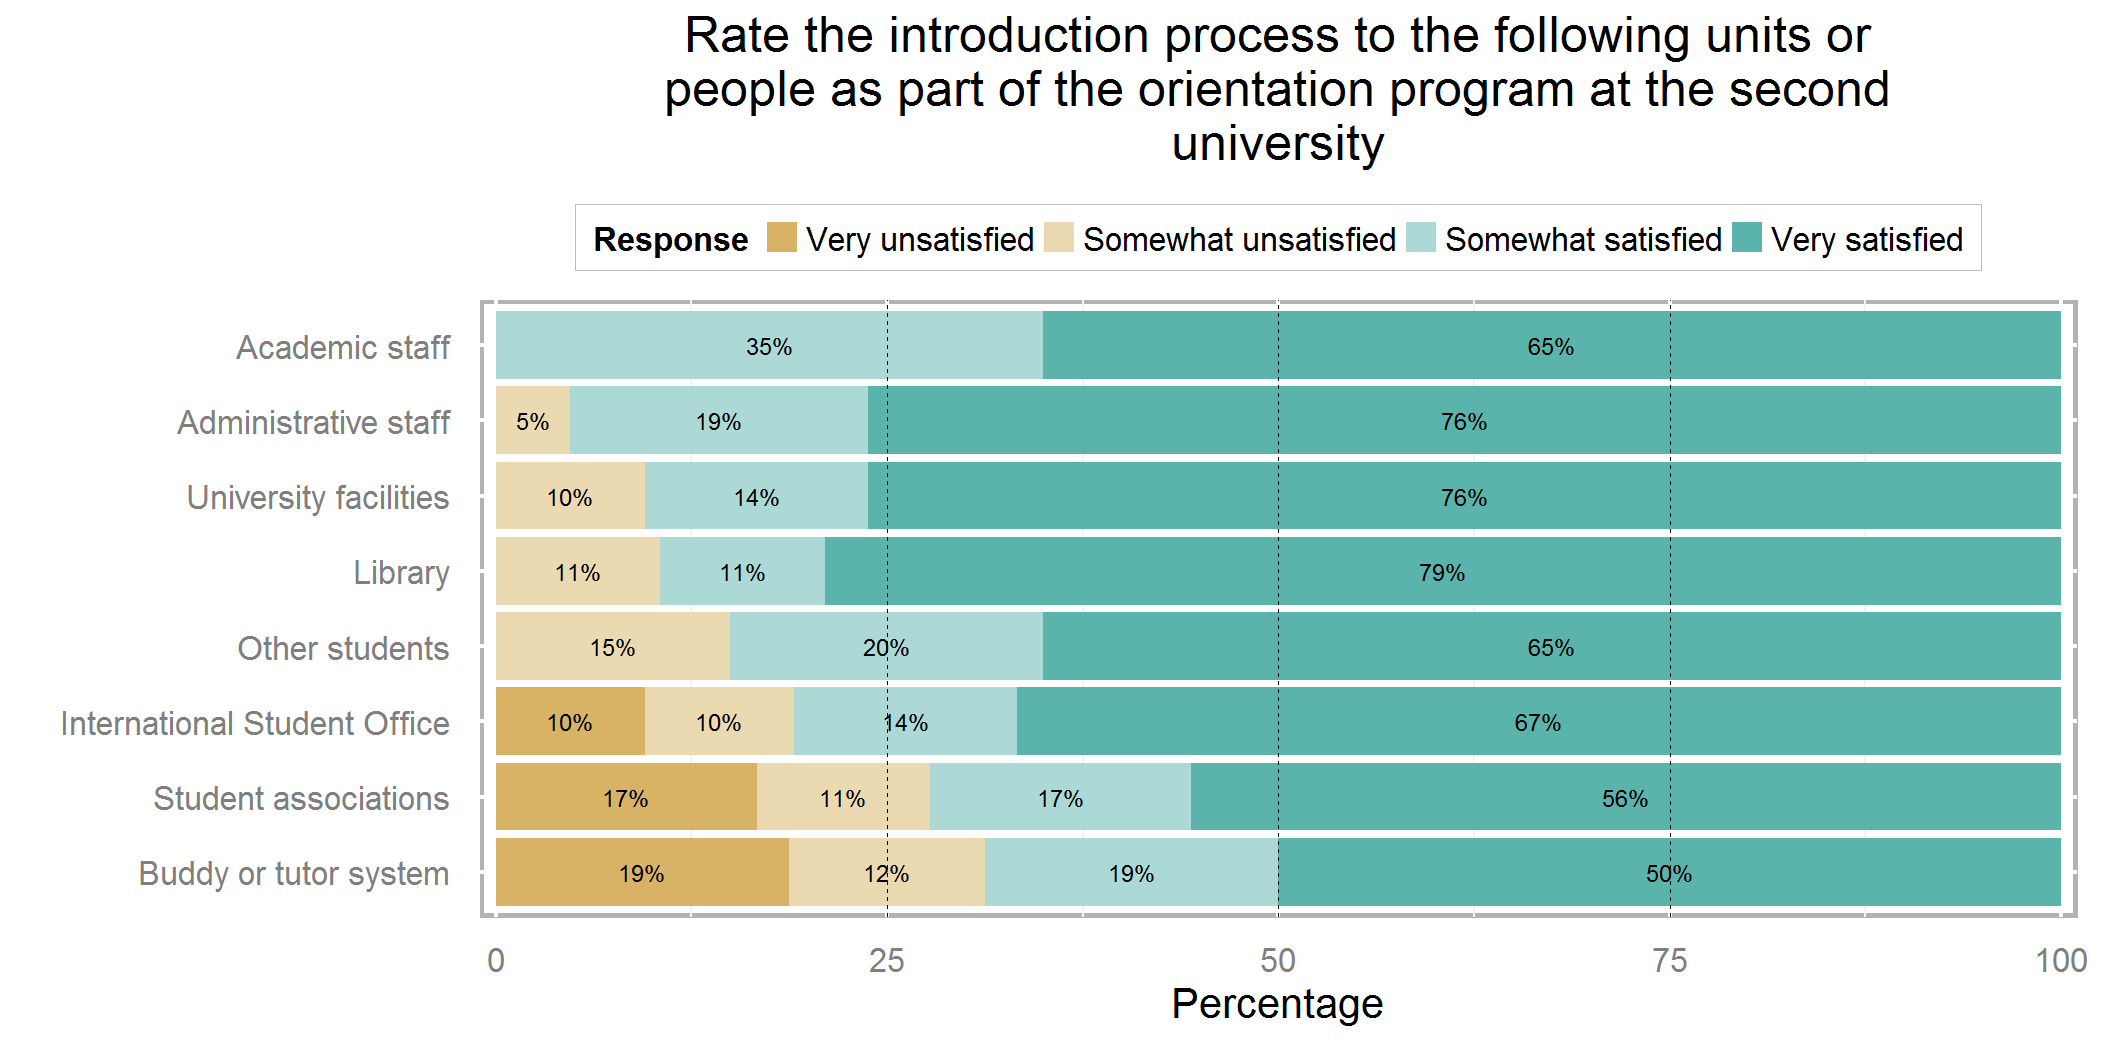 Rate the introduction process to the following units or
people as part of the orientation program at the second
university
Response Very unsatisfied Somewhat unsatisfied Somewhat satisfied Very satisfied
Academic staff 35% 65%
Administrative staff 5% 19% 76%
University facilities 10% 14% 76%
Library 11% 11% 79%
Other students 15% 20% 65%
International Student Office 10% 10% 14% 67%
Student associations 17% 11% 17% 56%
Buddy or tutor system 19% 12% 19% 50%
0 25 50 75 100
Percentage